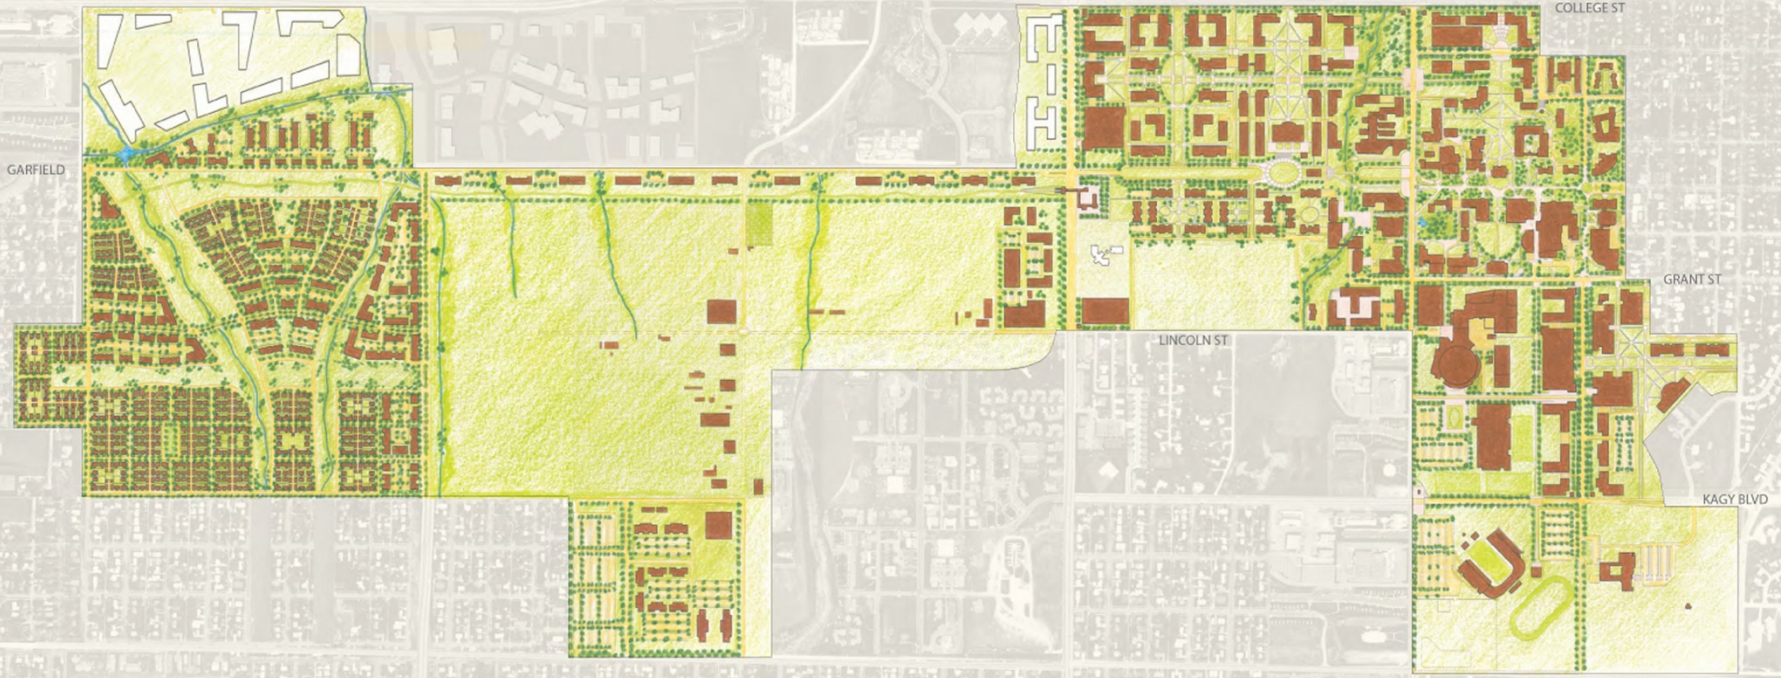 COLLEGE ST
GARFIELD
GRANT ST
LINCOLN ST
KAGY BLVD